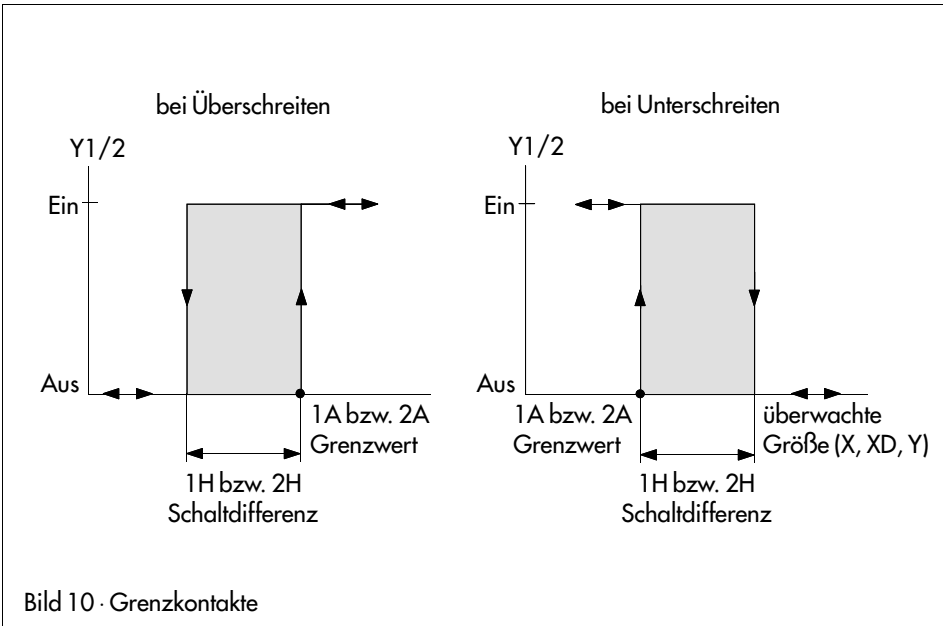 bei Überschreiten
Y1/2
Ein
Aus
1A bzw. 2A
Grenzwert
1H bzw. 2H
Schaltdifferenz
bei Unterschreiten
Y1/2
Ein
Aus
1A bzw. 2A
Grenzwert
überwachte
Größe (X, XD, Y)
1H bzw. 2H
Schaltdifferenz
Bild 10 · Grenzkontakte